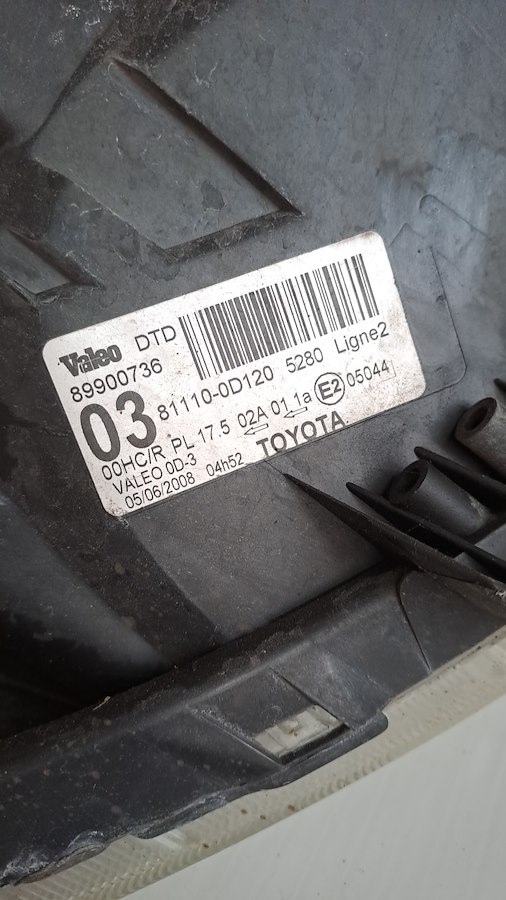 Valeo DTD
89900736
03 81110-0D120 5280 Ligne2
00HC/R PL 17.5 02A 01 1a E2 05044
VALEO 0D-3 TOYOTA
05/06/2008 04h52